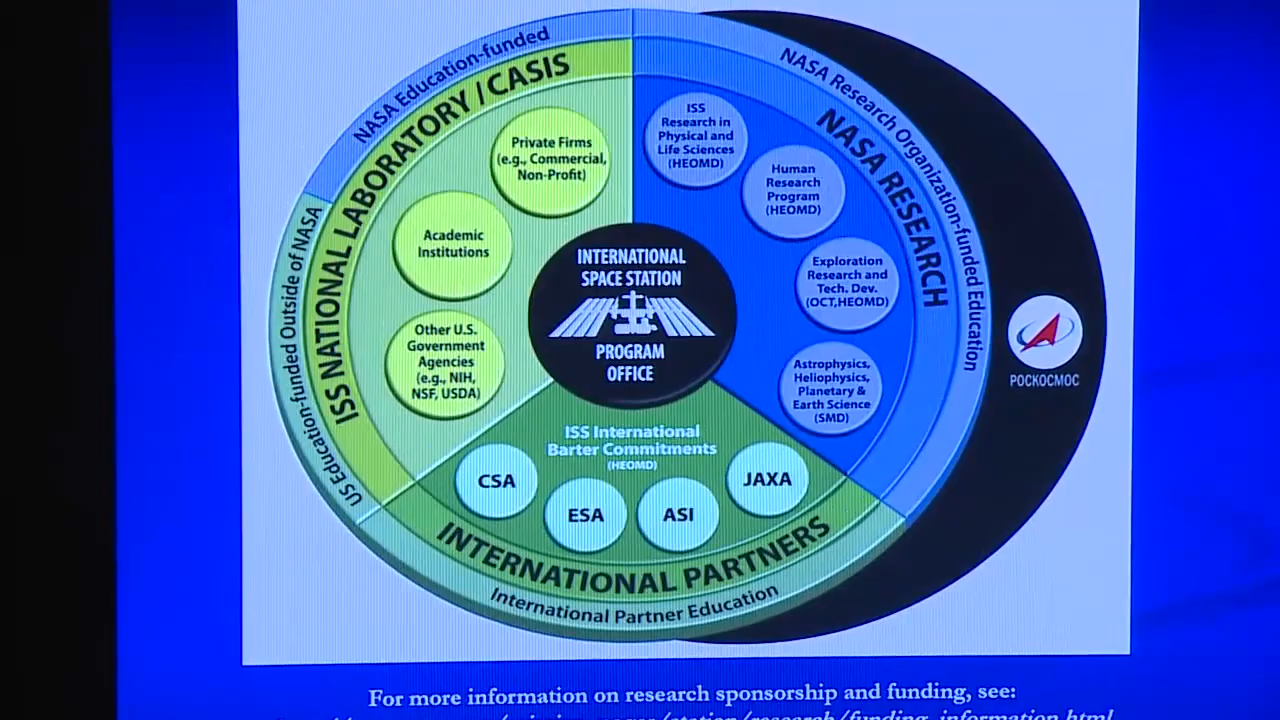 NASA Education-funded
US Education-funded Outside of NASA
ISS NATIONAL LABORATORY / CASIS
Private Firms
(e.g., Commercial,
Non-Profit)
Academic
Institutions
Other U.S.
Government
Agencies
(e.g., NIH,
NSF, USDA)
NASA Research Organization-funded Education
NASA RESEARCH
ISS
Research in
Physical and
Life Sciences
(HEOMD)
Human
Research
Program
(HEOMD)
Exploration
Research and
Tech. Dev.
(OCT,HEOMD)
Astrophysics,
Heliophysics,
Planetary &
Earth Science
(SMD)
INTERNATIONAL
SPACE STATION
PROGRAM
OFFICE
РОСКОСМОС
ISS International
Barter Commitments
(HEOMD)
CSA
ESA
ASI
JAXA
INTERNATIONAL PARTNERS
International Partner Education
For more information on research sponsorship and funding, see:
/station/research/funding_information.html